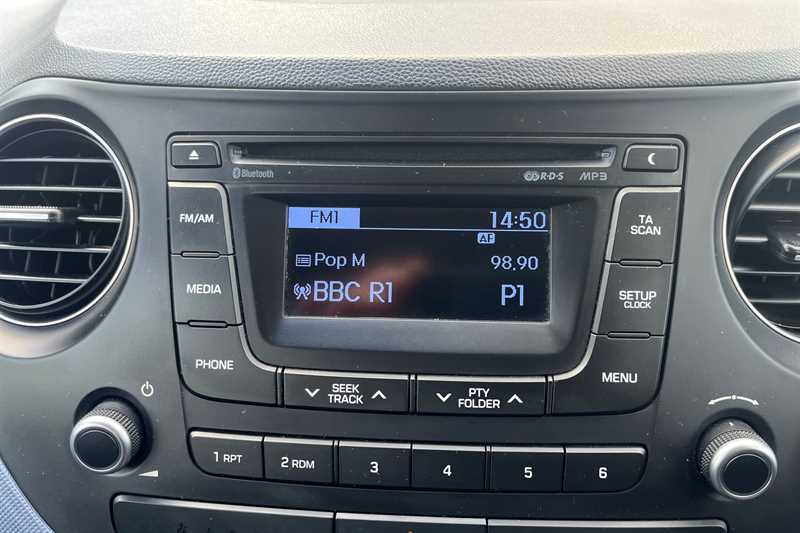 Bluetooth R·D·S MP3
FM/AM
FM1 14:50
TA
SCAN
AF
Pop M 98.90
MEDIA
BBC R1 P1
SETUP
CLOCK
PHONE
SEEK
TRACK
PTY
FOLDER
MENU
1 RPT 2 RDM 3 4 5 6